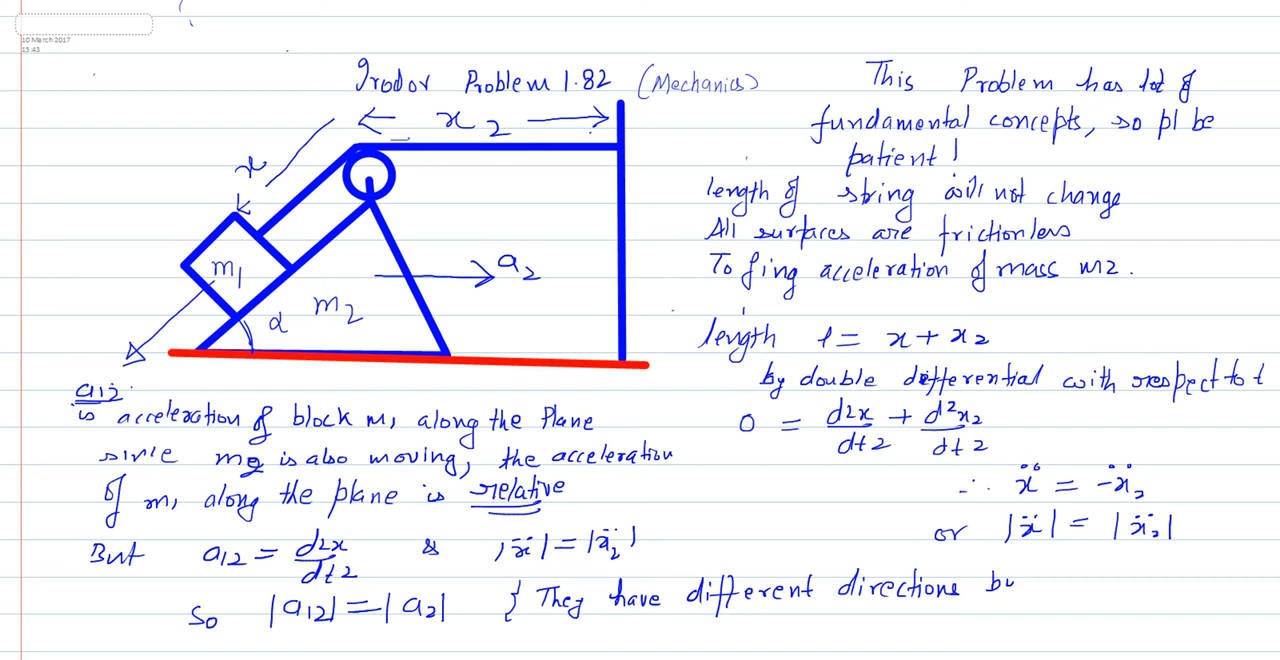 10 March 2017
15:43
Irodov Problem 1.82 (Mechanics)
x2
x
m1
m2
α
a2
a12
is acceleration of block m1 along the Plane
since m2 is also moving, the acceleration
of m1 along the plane is relative
But a12 = d2x/dt2 & |ẍ| = |ẍ2|
So |a12| = |a2| } They have different directions bu
This Problem has lot of
fundamental concepts, so pl be
patient!
length of string will not change
All surfaces are frictionless
To fing acceleration of mass m2.
length l = x + x2
by double differential with respect to t
0 = d2x/dt2 + d²x2/dt2
∴ ẍ = -ẍ2
or |ẍ| = |ẍ2|